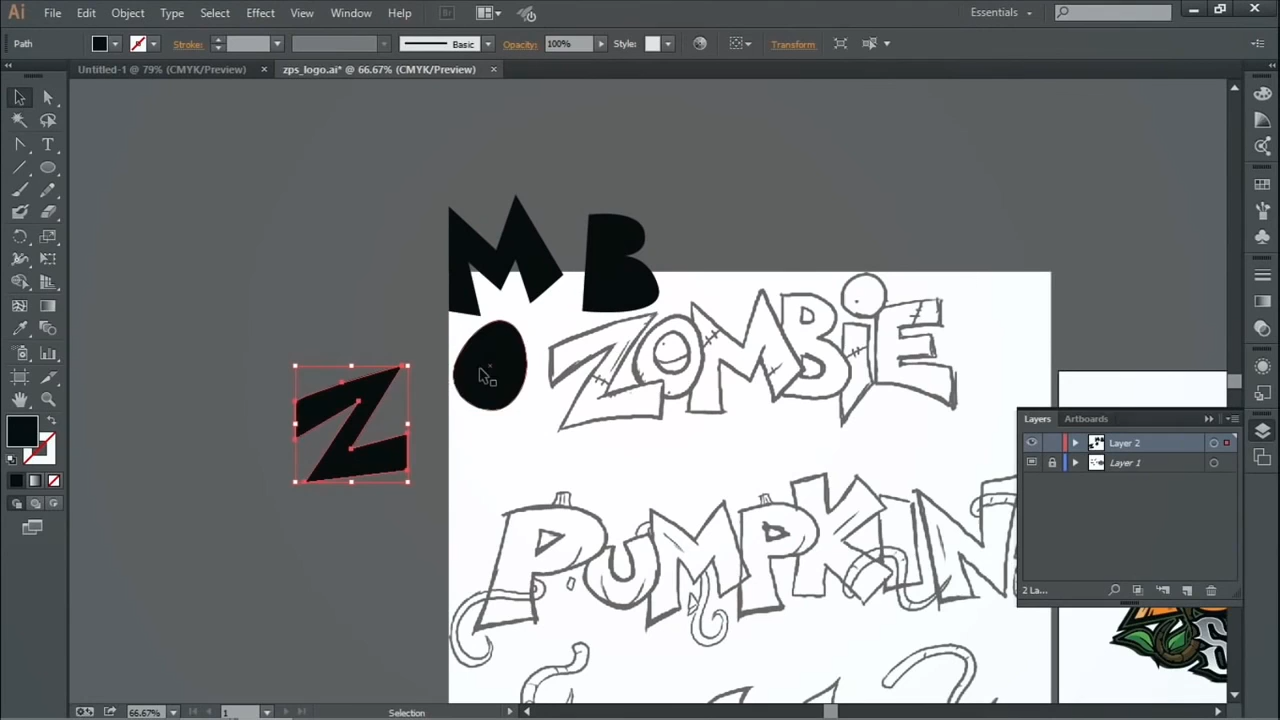 Ai File Edit Object Type Select Effect View Window Help Br Essentials
Path Stroke: Basic Opacity: 100% Style: Transform
Untitled-1 @ 79% (CMYK/Preview) × zps_logo.ai* @ 66.67% (CMYK/Preview) ×
M B
O
Z
ZOMBiE
PUMPKIN
Layers Artboards
Layer 2
Layer 1
2 La...
66.67% 1 Selection